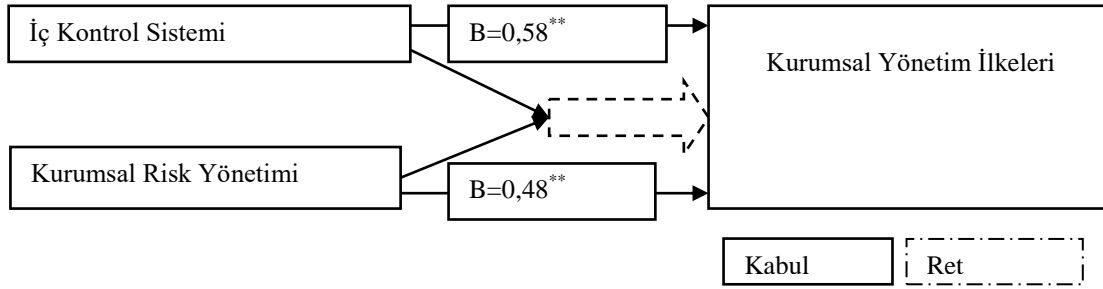 İç Kontrol Sistemi
B=0,58**
Kurumsal Yönetim İlkeleri
Kurumsal Risk Yönetimi
B=0,48**
Kabul
Ret